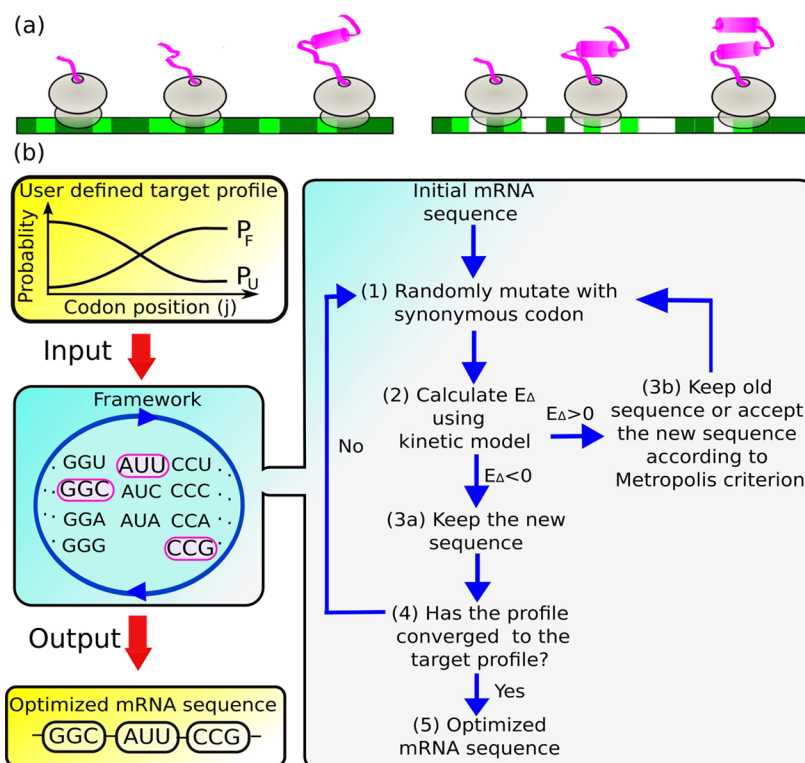 (a)
(b)
User defined target profile
Probablity
P_F
P_U
Codon position (j)
Input
Framework
GGU AUU CCU
GGC AUC CCC
GGA AUA CCA
GGG CCG
Output
Optimized mRNA sequence
GGC AUU CCG
Initial mRNA
sequence
(1) Randomly mutate with
synonymous codon
(2) Calculate E_Δ
using
kinetic model
E_Δ>0
(3b) Keep old
sequence or accept
the new sequence
according to
Metropolis criterion
No
E_Δ<0
(3a) Keep the new
sequence
(4) Has the profile
converged to the
target profile?
Yes
(5) Optimized
mRNA sequence